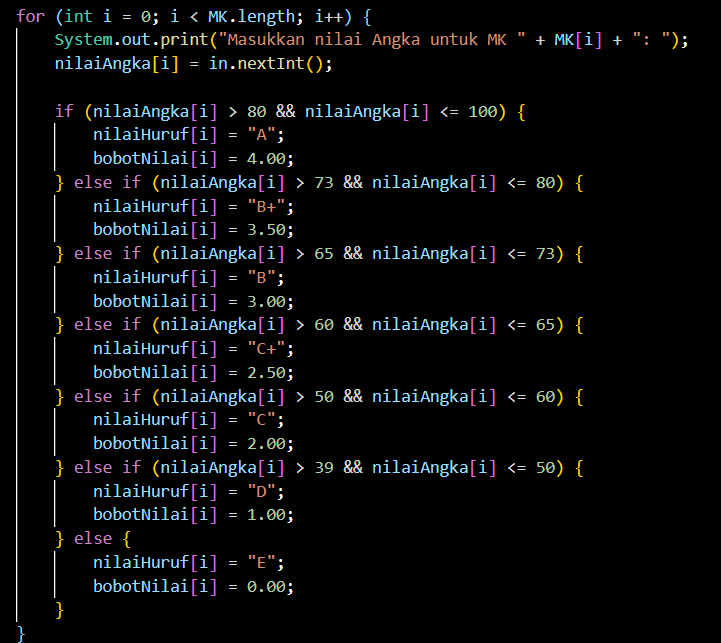 for (int i = 0; i < MK.length; i++) {
    System.out.print("Masukkan nilai Angka untuk MK " + MK[i] + ": ");
    nilaiAngka[i] = in.nextInt();

    if (nilaiAngka[i] > 80 && nilaiAngka[i] <= 100) {
        nilaiHuruf[i] = "A";
        bobotNilai[i] = 4.00;
    } else if (nilaiAngka[i] > 73 && nilaiAngka[i] <= 80) {
        nilaiHuruf[i] = "B+";
        bobotNilai[i] = 3.50;
    } else if (nilaiAngka[i] > 65 && nilaiAngka[i] <= 73) {
        nilaiHuruf[i] = "B";
        bobotNilai[i] = 3.00;
    } else if (nilaiAngka[i] > 60 && nilaiAngka[i] <= 65) {
        nilaiHuruf[i] = "C+";
        bobotNilai[i] = 2.50;
    } else if (nilaiAngka[i] > 50 && nilaiAngka[i] <= 60) {
        nilaiHuruf[i] = "C";
        bobotNilai[i] = 2.00;
    } else if (nilaiAngka[i] > 39 && nilaiAngka[i] <= 50) {
        nilaiHuruf[i] = "D";
        bobotNilai[i] = 1.00;
    } else {
        nilaiHuruf[i] = "E";
        bobotNilai[i] = 0.00;
    }
}